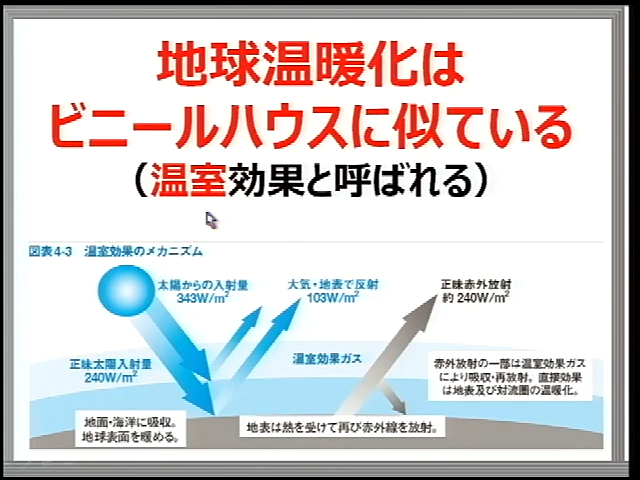 地球温暖化は
ビニールハウスに似ている
（温室効果と呼ばれる）
図表4-3 温室効果のメカニズム
太陽からの入射量
343W/m²
大気・地表で反射
103W/m²
正味赤外放射
約 240W/m²
正味太陽入射量
240W/m²
温室効果ガス
赤外放射の一部は温室効果ガス
により吸収・再放射。直接効果
は地表及び対流圏の温暖化。
地面・海洋に吸収。
地球表面を暖める。
地表は熱を受けて再び赤外線を放射。